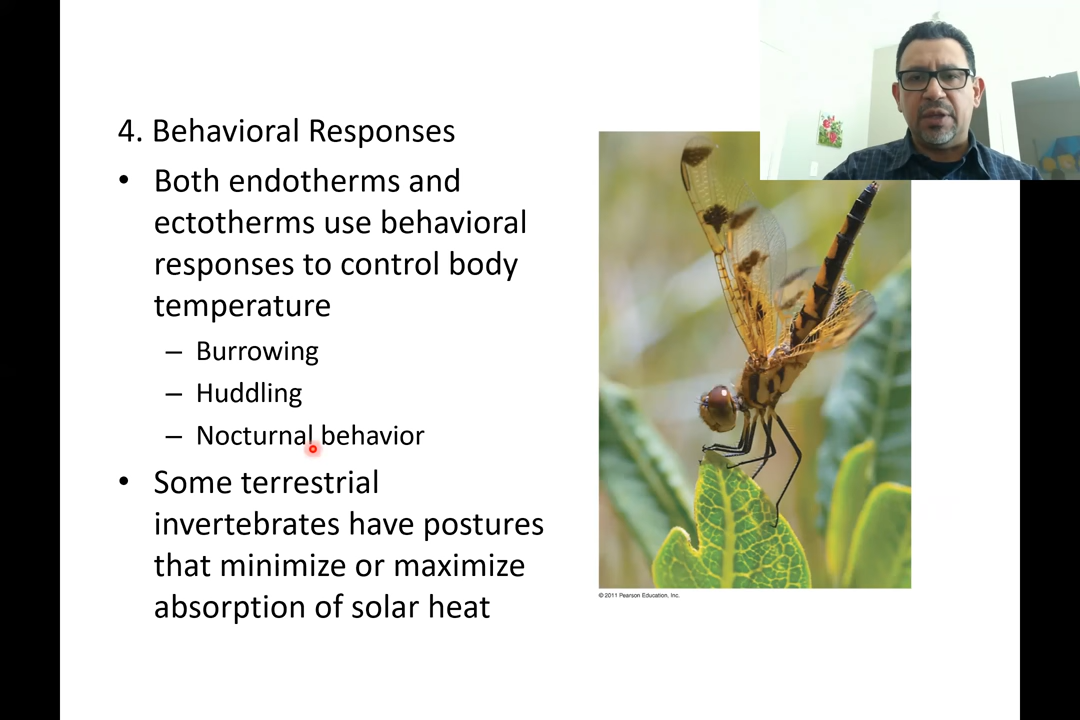 4. Behavioral Responses
• Both endotherms and
ectotherms use behavioral
responses to control body
temperature
– Burrowing
– Huddling
– Nocturnal behavior
• Some terrestrial
invertebrates have postures
that minimize or maximize
absorption of solar heat
© 2011 Pearson Education, Inc.